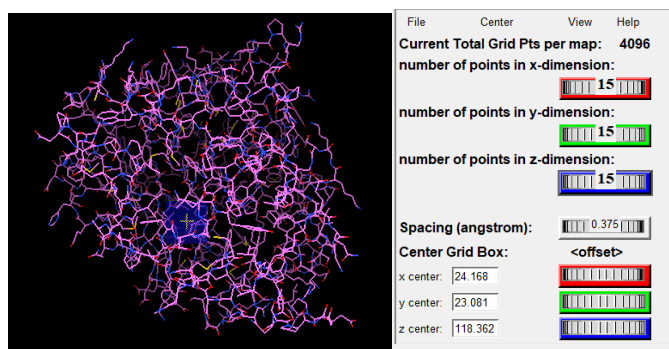 File Center View Help
Current Total Grid Pts per map: 4096
number of points in x-dimension:
15
number of points in y-dimension:
15
number of points in z-dimension:
15
Spacing (angstrom): 0.375
Center Grid Box: <offset>
x center: 24.168
y center: 23.081
z center: 118.362